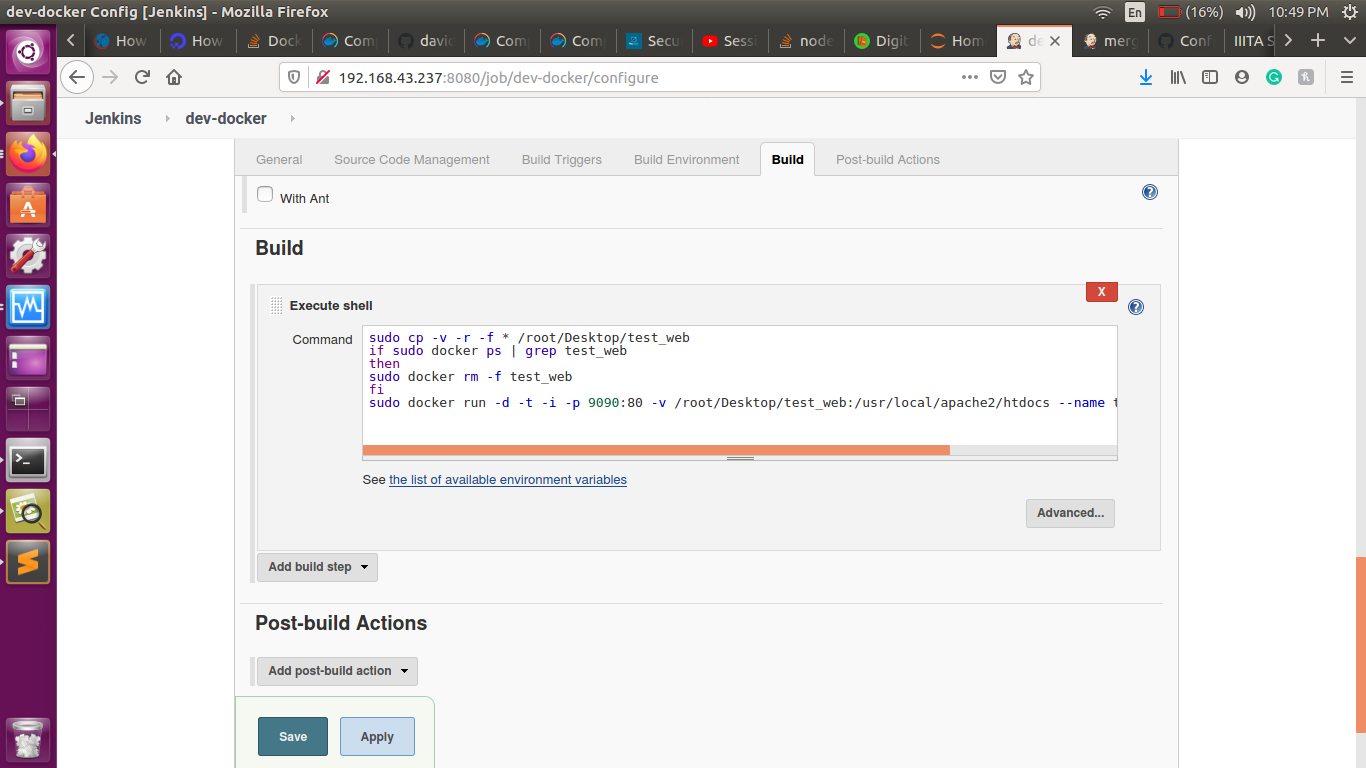 dev-docker Config [Jenkins] - Mozilla Firefox
En (16%) 10:49 PM
How How Dock Com davic Com Com Secu Sess node Digit Hom de merg Conf IIITA S
192.168.43.237:8080/job/dev-docker/configure
Jenkins dev-docker
General Source Code Management Build Triggers Build Environment Build Post-build Actions
With Ant
Build
X
Execute shell
Command
sudo cp -v -r -f * /root/Desktop/test_web
if sudo docker ps | grep test_web
then
sudo docker rm -f test_web
fi
sudo docker run -d -t -i -p 9090:80 -v /root/Desktop/test_web:/usr/local/apache2/htdocs --name t
See the list of available environment variables
Advanced...
Add build step
Post-build Actions
Add post-build action
Save Apply